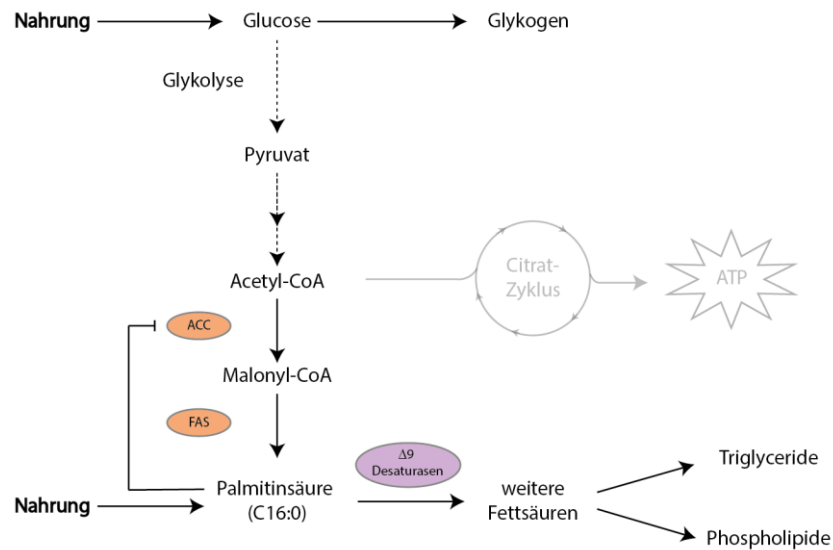 Nahrung
Glucose
Glykogen
Glykolyse
Pyruvat
Acetyl-CoA
Citrat-
Zyklus
ATP
ACC
Malonyl-CoA
FAS
Δ9
Desaturasen
Nahrung
Palmitinsäure
(C16:0)
weitere
Fettsäuren
Triglyceride
Phospholipide